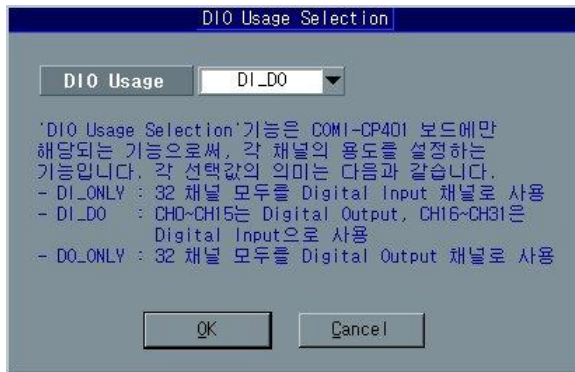 DIO Usage Selection
DIO Usage DI_DO
'DIO Usage Selection'기능은 COMI-CP401 보드에만
해당되는 기능으로써, 각 채널의 용도를 설정하는
기능입니다. 각 선택값의 의미는 다음과 같습니다.
- DI_ONLY : 32 채널 모두를 Digital Input 채널로 사용
- DI_DO : CH0~CH15는 Digital Output, CH16~CH31은
Digital Input으로 사용
- DO_ONLY : 32 채널 모두를 Digital Output 채널로 사용
OK Cancel